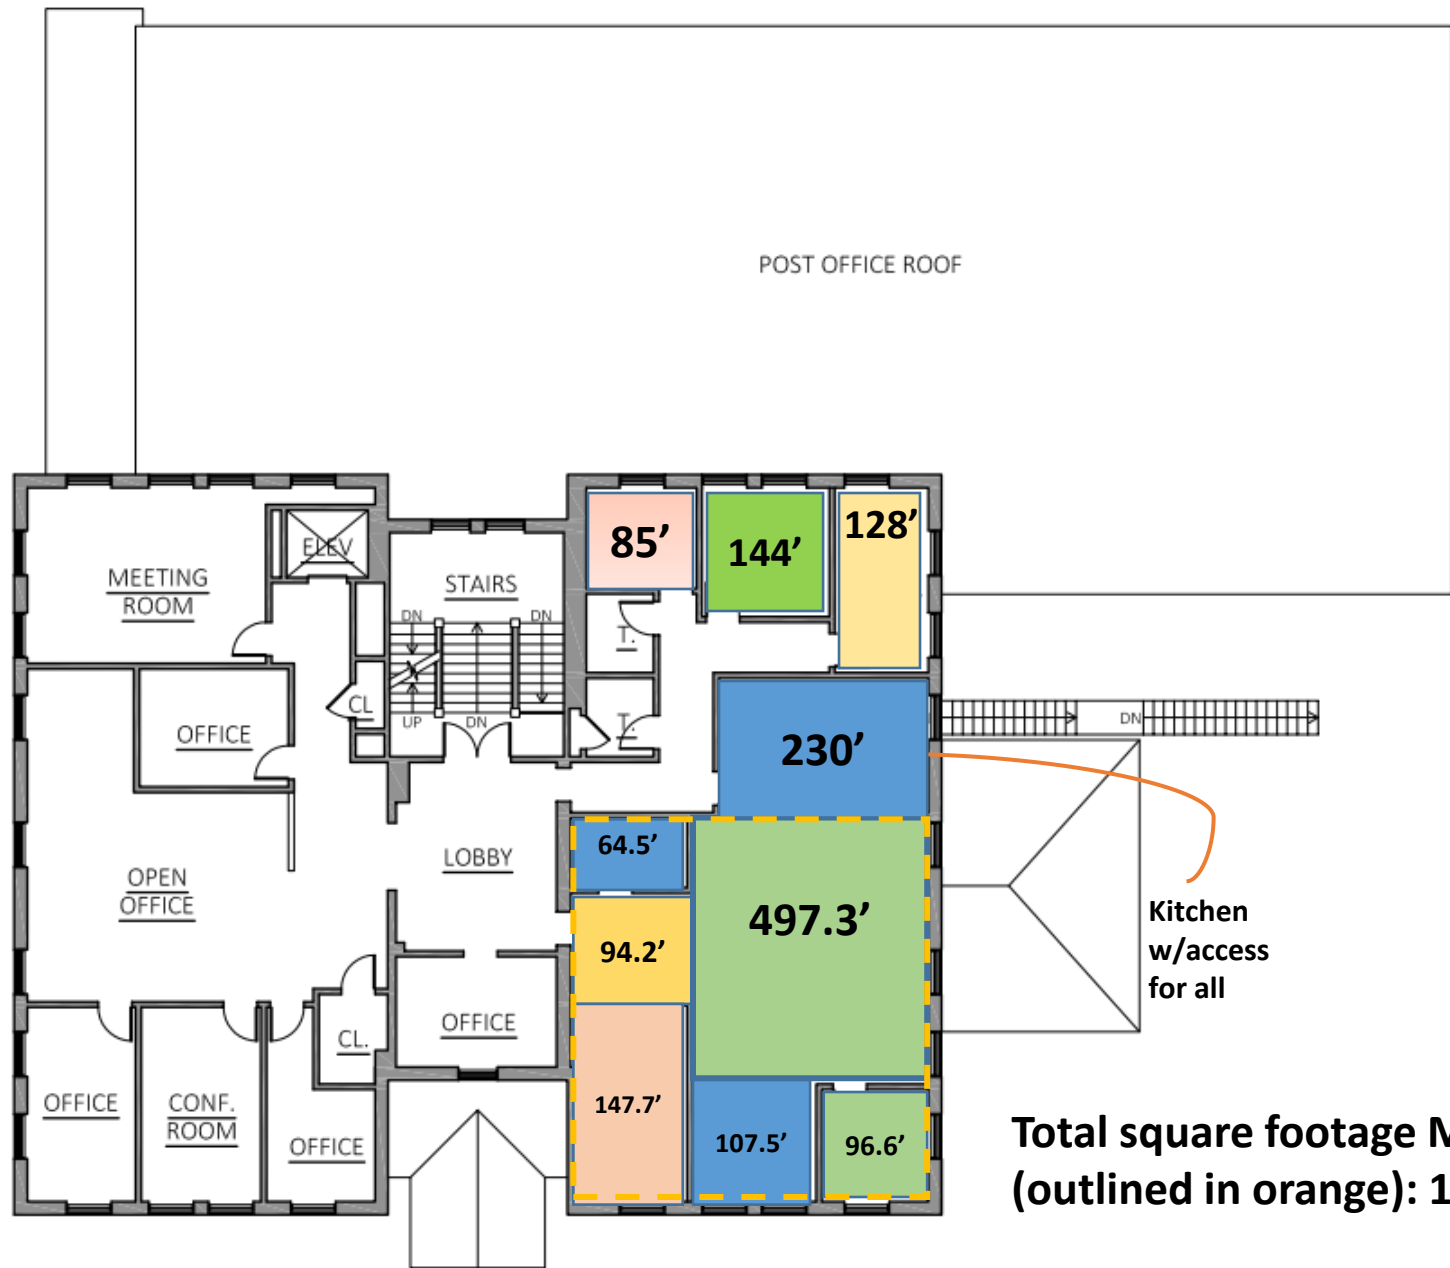 POST OFFICE ROOF
85’
144’
128’
ELEV
MEETING
ROOM
STAIRS
DN
DN
T.
CL
UP
DN
T.
OFFICE
230’
DN
64.5’
LOBBY
OPEN
OFFICE
497.3’
Kitchen
w/access
for all
94.2’
OFFICE
CL.
OFFICE
CONF.
ROOM
OFFICE
147.7’
107.5’
96.6’
Total square footage
(outlined in orange): 1